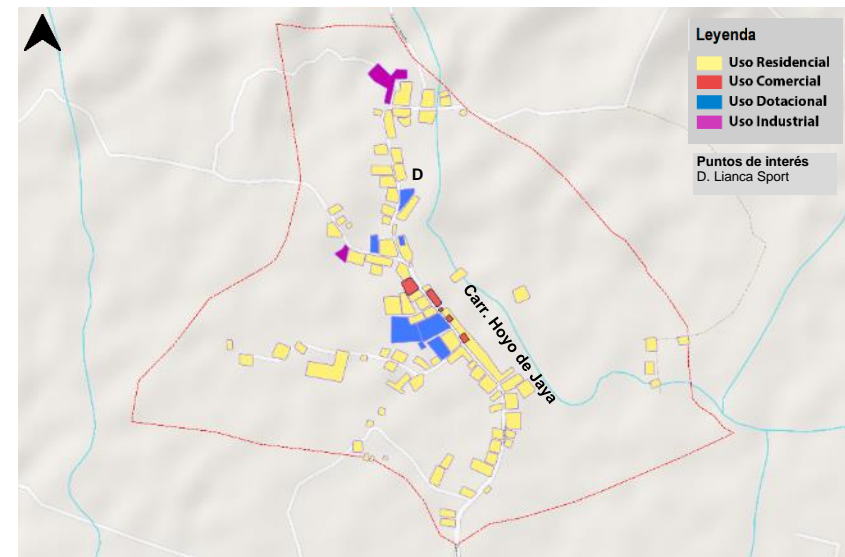 Leyenda
Uso Residencial
Uso Comercial
Uso Dotacional
Uso Industrial
Puntos de interés
D. Lianca Sport
D
Carr. Hoyo de Jaya